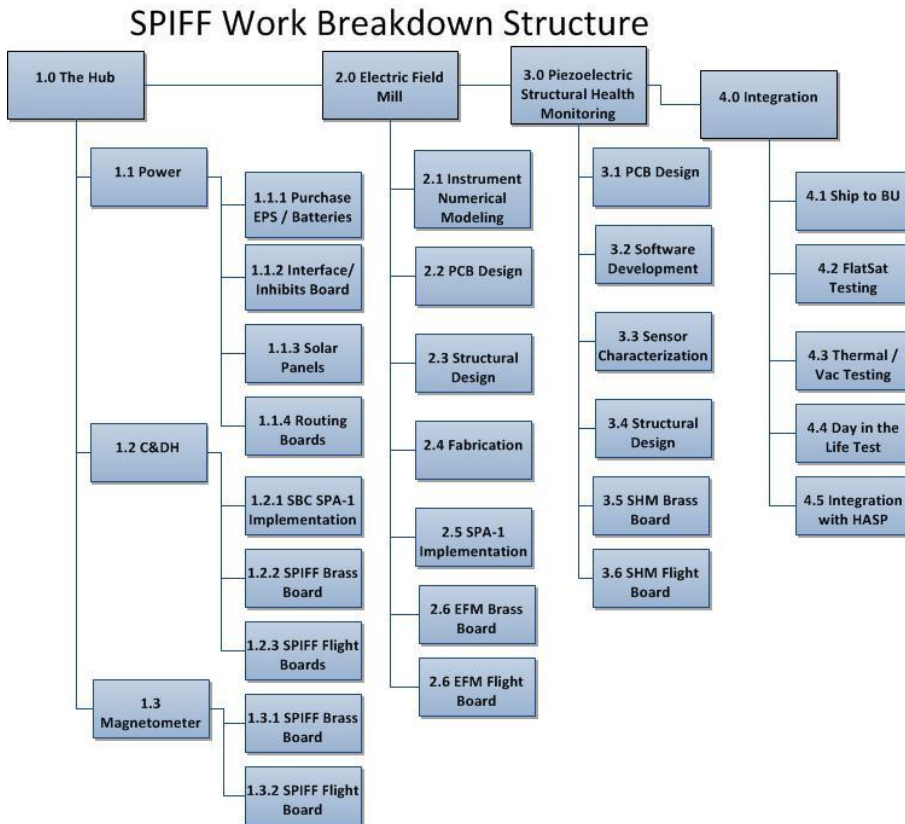 SPIFF Work Breakdown Structure
1.0 The Hub
1.1 Power
1.1.1 Purchase
EPS / Batteries
1.1.2 Interface/
Inhibits Board
1.1.3 Solar
Panels
1.1.4 Routing
Boards
1.2 C&DH
1.2.1 SBC SPA-1
Implementation
1.2.2 SPIFF Brass
Board
1.2.3 SPIFF Flight
Boards
1.3
Magnetometer
1.3.1 SPIFF Brass
Board
1.3.2 SPIFF Flight
Board
2.0 Electric Field
Mill
2.1 Instrument
Numerical
Modeling
2.2 PCB Design
2.3 Structural
Design
2.4 Fabrication
2.5 SPA-1
Implementation
2.6 EFM Brass
Board
2.6 EFM Flight
Board
3.0 Piezoelectric
Structural Health
Monitoring
3.1 PCB Design
3.2 Software
Development
3.3 Sensor
Characterization
3.4 Structural
Design
3.5 SHM Brass
Board
3.6 SHM Flight
Board
4.0 Integration
4.1 Ship to BU
4.2 FlatSat
Testing
4.3 Thermal /
Vac Testing
4.4 Day in the
Life Test
4.5 Integration
with HASP